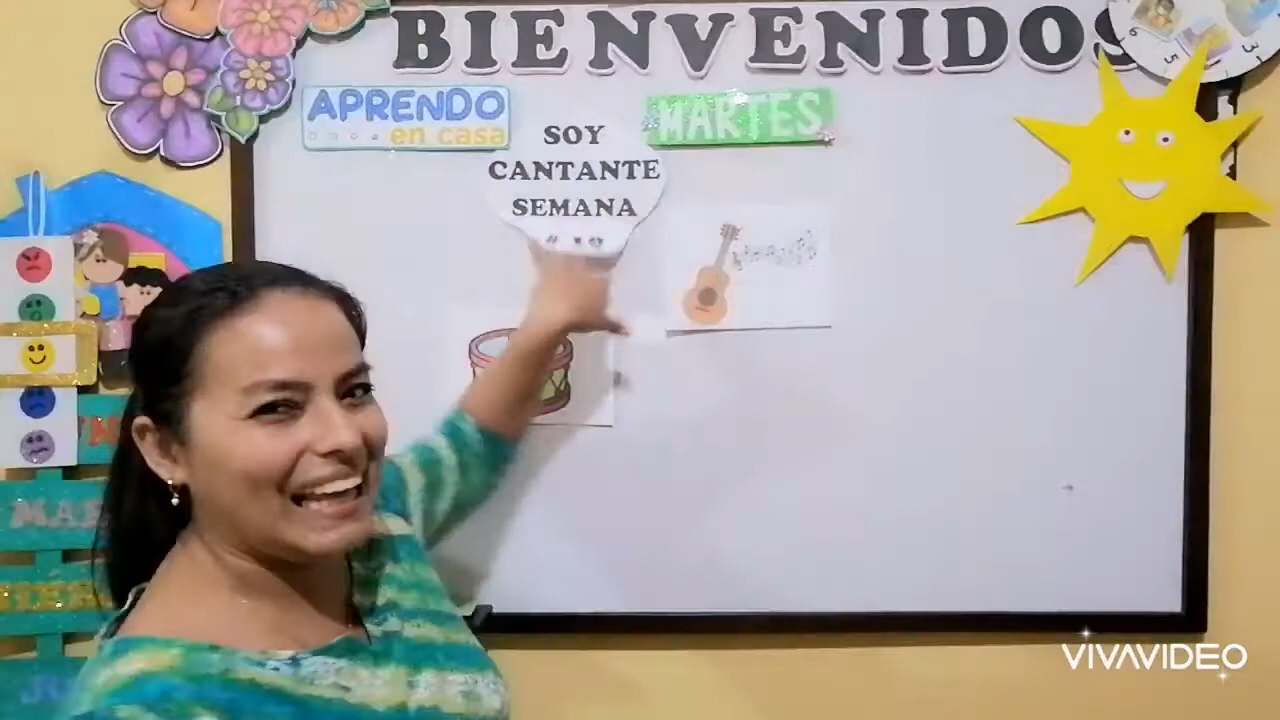 BIENVENIDOS
APRENDO
en casa
MARTES
SOY
CANTANTE
SEMANA
VIVAVIDEO